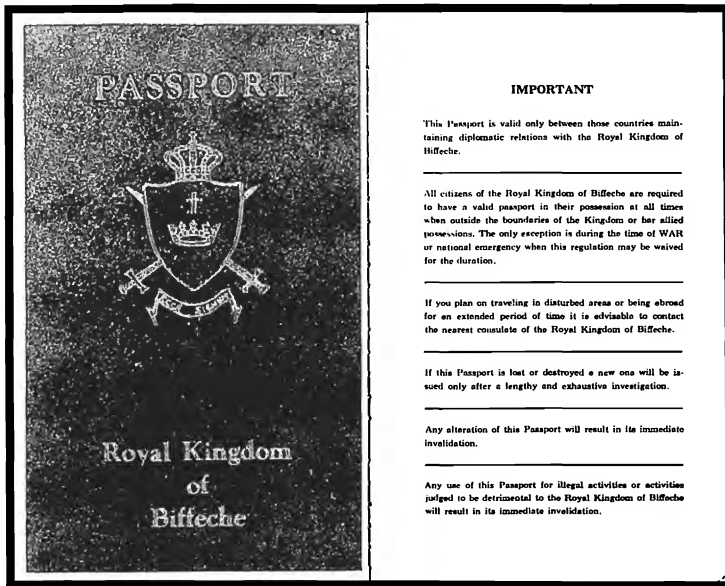 PASSPORT
Royal Kingdom
of
Biffeche
IMPORTANT
This Passport is valid only between those countries main-
taining diplomatic relations with the Royal Kingdom of
Biffeche.
All citizens of the Royal Kingdom of Biffeche are required
to have a valid passport in their possession at all times
when outside the boundaries of the Kingdom or her allied
possessions. The only exception is during the time of WAR
or national emergency when this regulation may be waived
for the duration.
If you plan on traveling in disturbed areas or being abroad
for an extended period of time it is advisable to contact
the nearest consulate of the Royal Kingdom of Biffeche.
If this Passport is lost or destroyed a new one will be is-
sued only after a lengthy and exhaustive investigation.
Any alteration of this Passport will result in its immediate
invalidation.
Any use of this Passport for illegal activities or activities
judged to be detrimental to the Royal Kingdom of Biffeche
will result in its immediate invalidation.